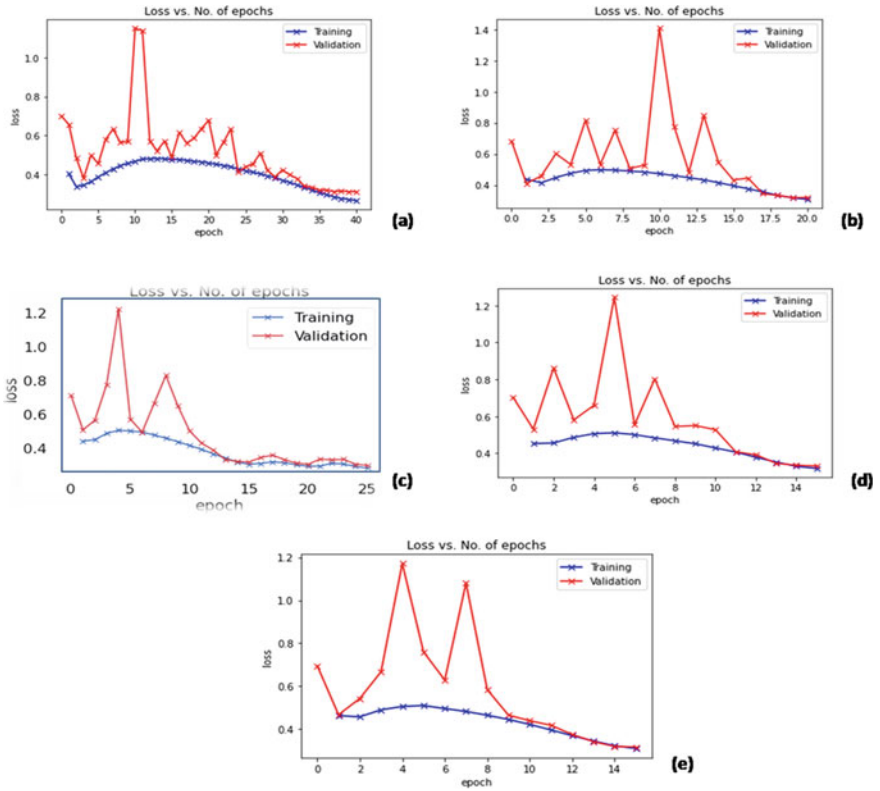 Loss vs. No. of epochs
Training
Validation
1.0
0.8
0.6
0.4
loss
0 5 10 15 20 25 30 35 40
epoch
(a)
Loss vs. No. of epochs
Training
Validation
1.4
1.2
1.0
0.8
0.6
0.4
loss
0.0 2.5 5.0 7.5 10.0 12.5 15.0 17.5 20.0
epoch
(b)
Loss vs. No. of epochs
Training
Validation
1.2
1.0
0.8
0.6
0.4
loss
0 5 10 15 20 25
epoch
(c)
Loss vs. No. of epochs
Training
Validation
1.2
1.0
0.8
0.6
0.4
loss
0 2 4 6 8 10 12 14
epoch
(d)
Loss vs. No. of epochs
Training
Validation
1.2
1.0
0.8
0.6
0.4
loss
0 2 4 6 8 10 12 14
epoch
(e)